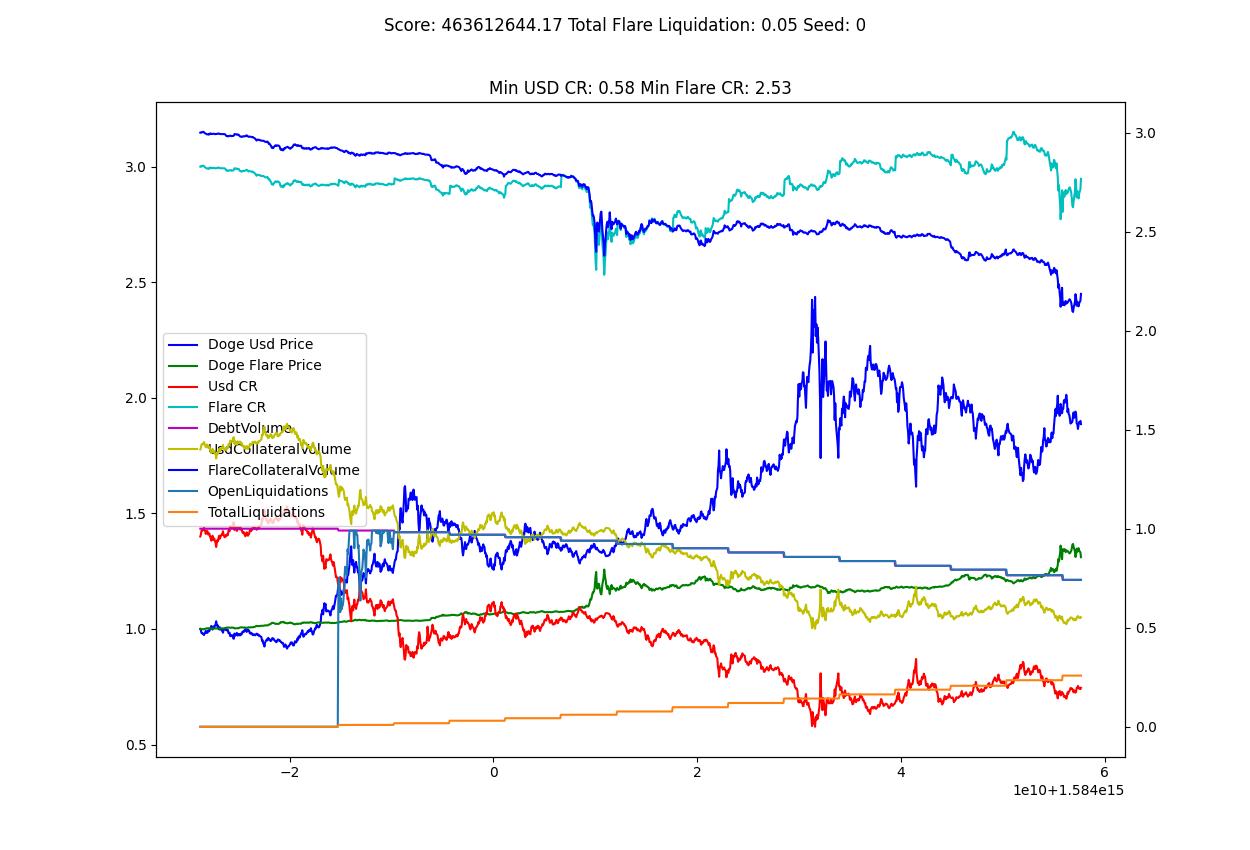 Score: 463612644.17 Total Flare Liquidation: 0.05 Seed: 0
Min USD CR: 0.58 Min Flare CR: 2.53
3.0
2.5
2.0
1.5
1.0
0.5
Doge Usd Price
Doge Flare Price
Usd CR
Flare CR
DebtVolume
UsdCollateralVolume
FlareCollateralVolume
OpenLiquidations
TotalLiquidations
3.0
2.5
2.0
1.5
1.0
0.5
0.0
−2
0
2
4
6
1e10+1.584e15